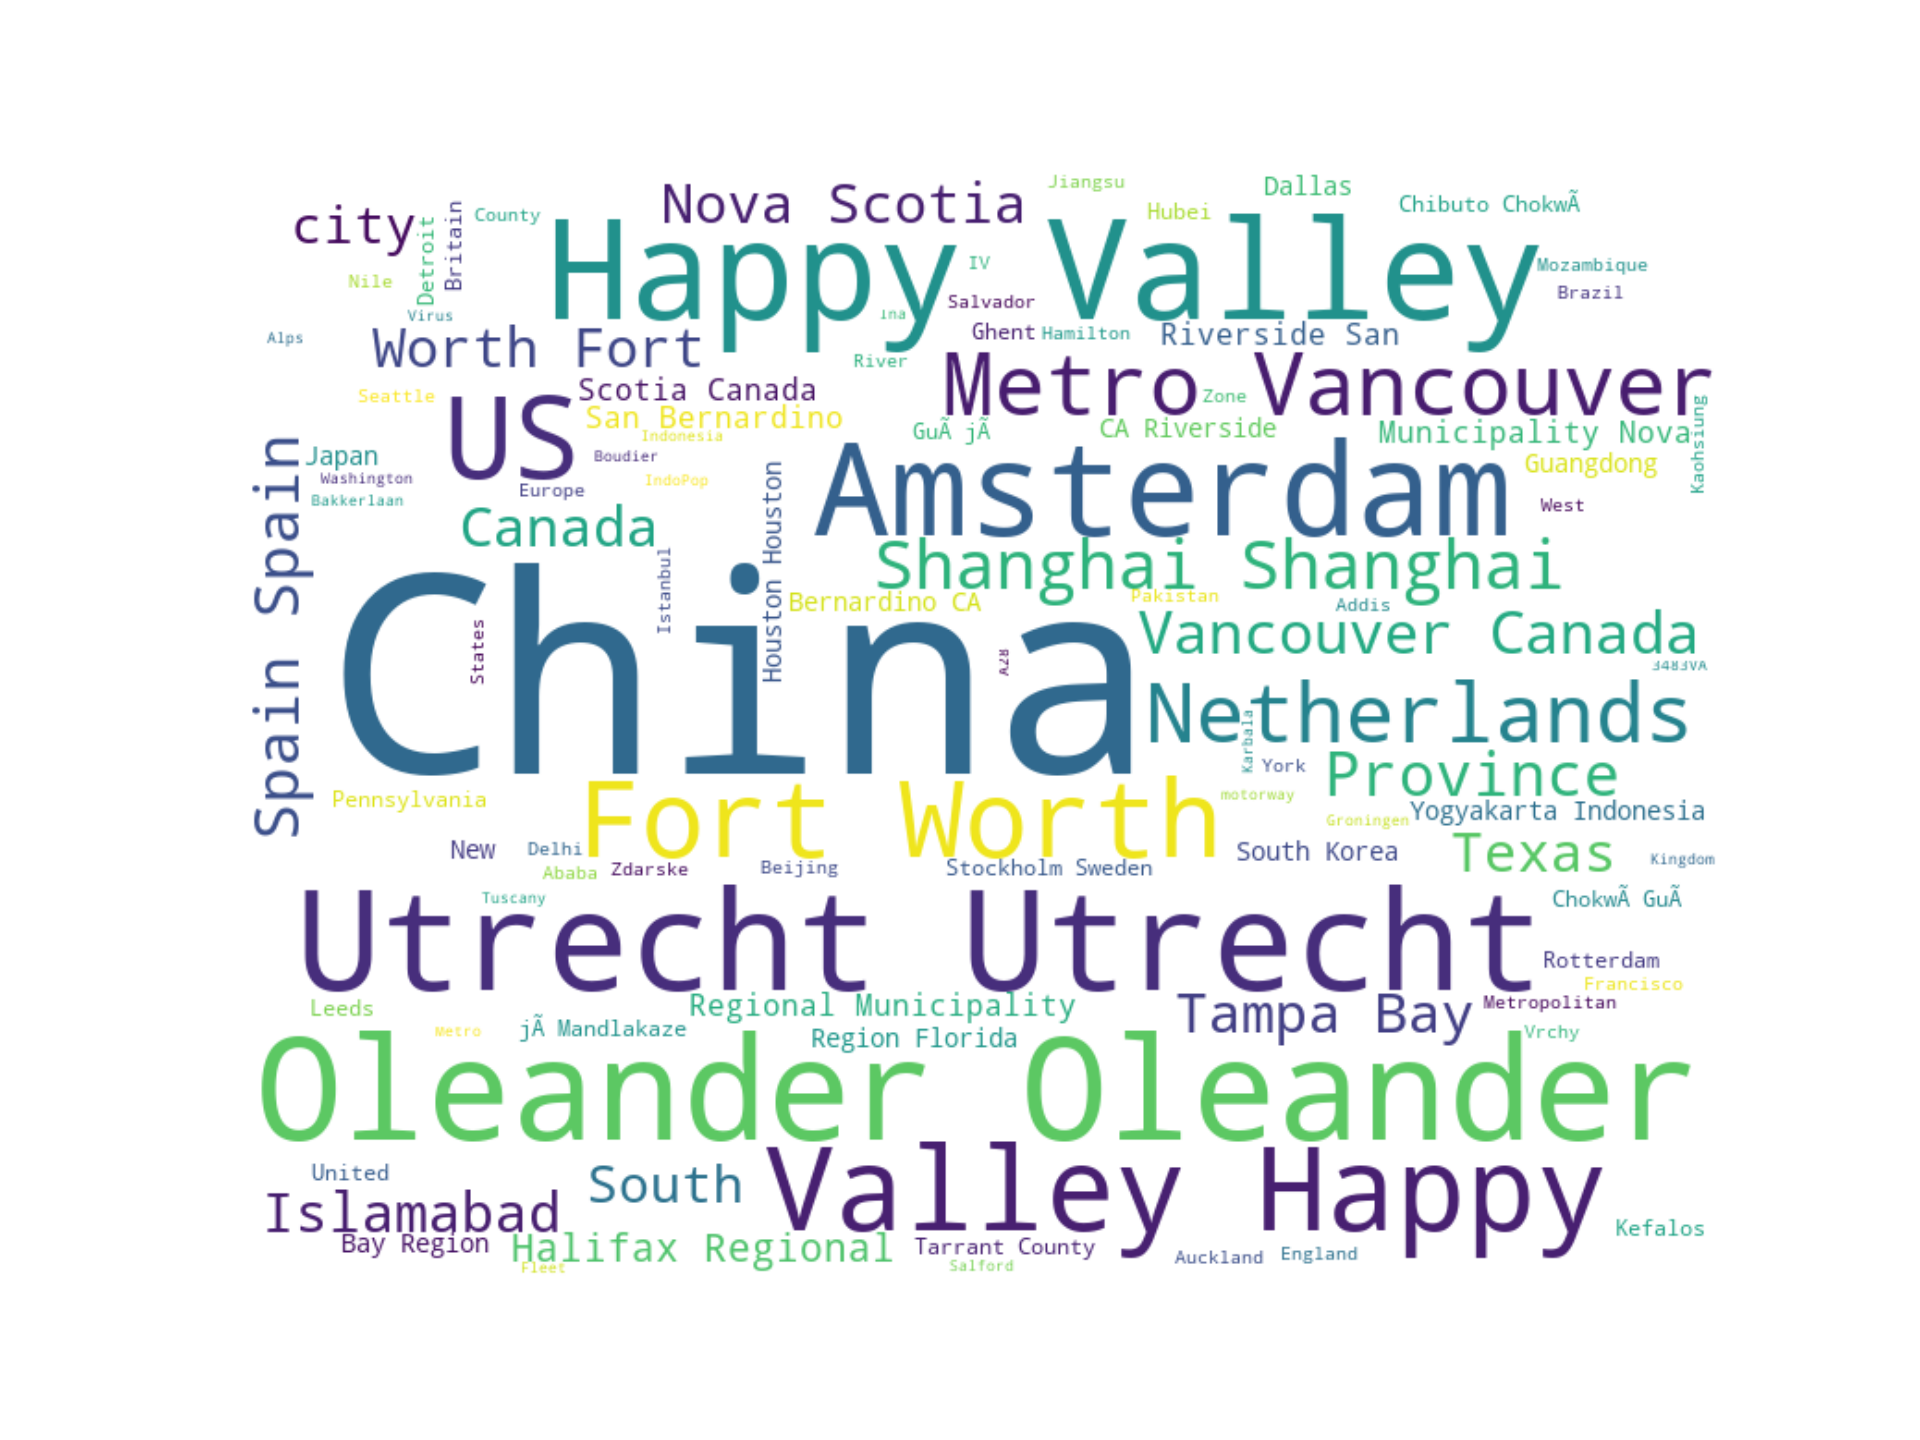 Jiangsu
Dallas
Nova Scotia
Hubei
Chibuto ChokwÃ
city
County
Detroit
Britain
Happy Valley
Nile
IV
Mozambique
Brazil
Salvador
Virus
Ina
Alps
Worth Fort
Ghent
Hamilton
Riverside San
River
Seattle
US
Scotia Canada
Metro Vancouver
Zone
San Bernardino
Indonesia
GuÃ jÃ
CA Riverside
Municipality Nova
Kaohsiung
Spain Spain
Japan
Washington
Bakkerlaan
Boudier
IndoPop
Europe
Amsterdam
Guangdong
West
Canada
Houston Houston
Istanbul
Shanghai Shanghai
China
States
Bernardino CA
Pakistan
Addis
Vancouver Canada
RZV
3483VA
Netherlands
Karbala
York
Province
Pennsylvania
Fort Worth
motorway
Groningen
Yogyakarta Indonesia
New
Delhi
Ababa
Zdarske
Beijing
Stockholm Sweden
South Korea
Texas
Kingdom
Tuscany
Utrecht Utrecht
ChokwÃ GuÃ
Rotterdam
Francisco
Leeds
Regional Municipality
Tampa Bay
Metropolitan
Metro
jÃ Mandlakaze
Region Florida
Vrchy
Oleander Oleander
United
South
Valley Happy
Islamabad
Bay Region
Halifax Regional
Tarrant County
Kefalos
Auckland
England
Fleet
Salford